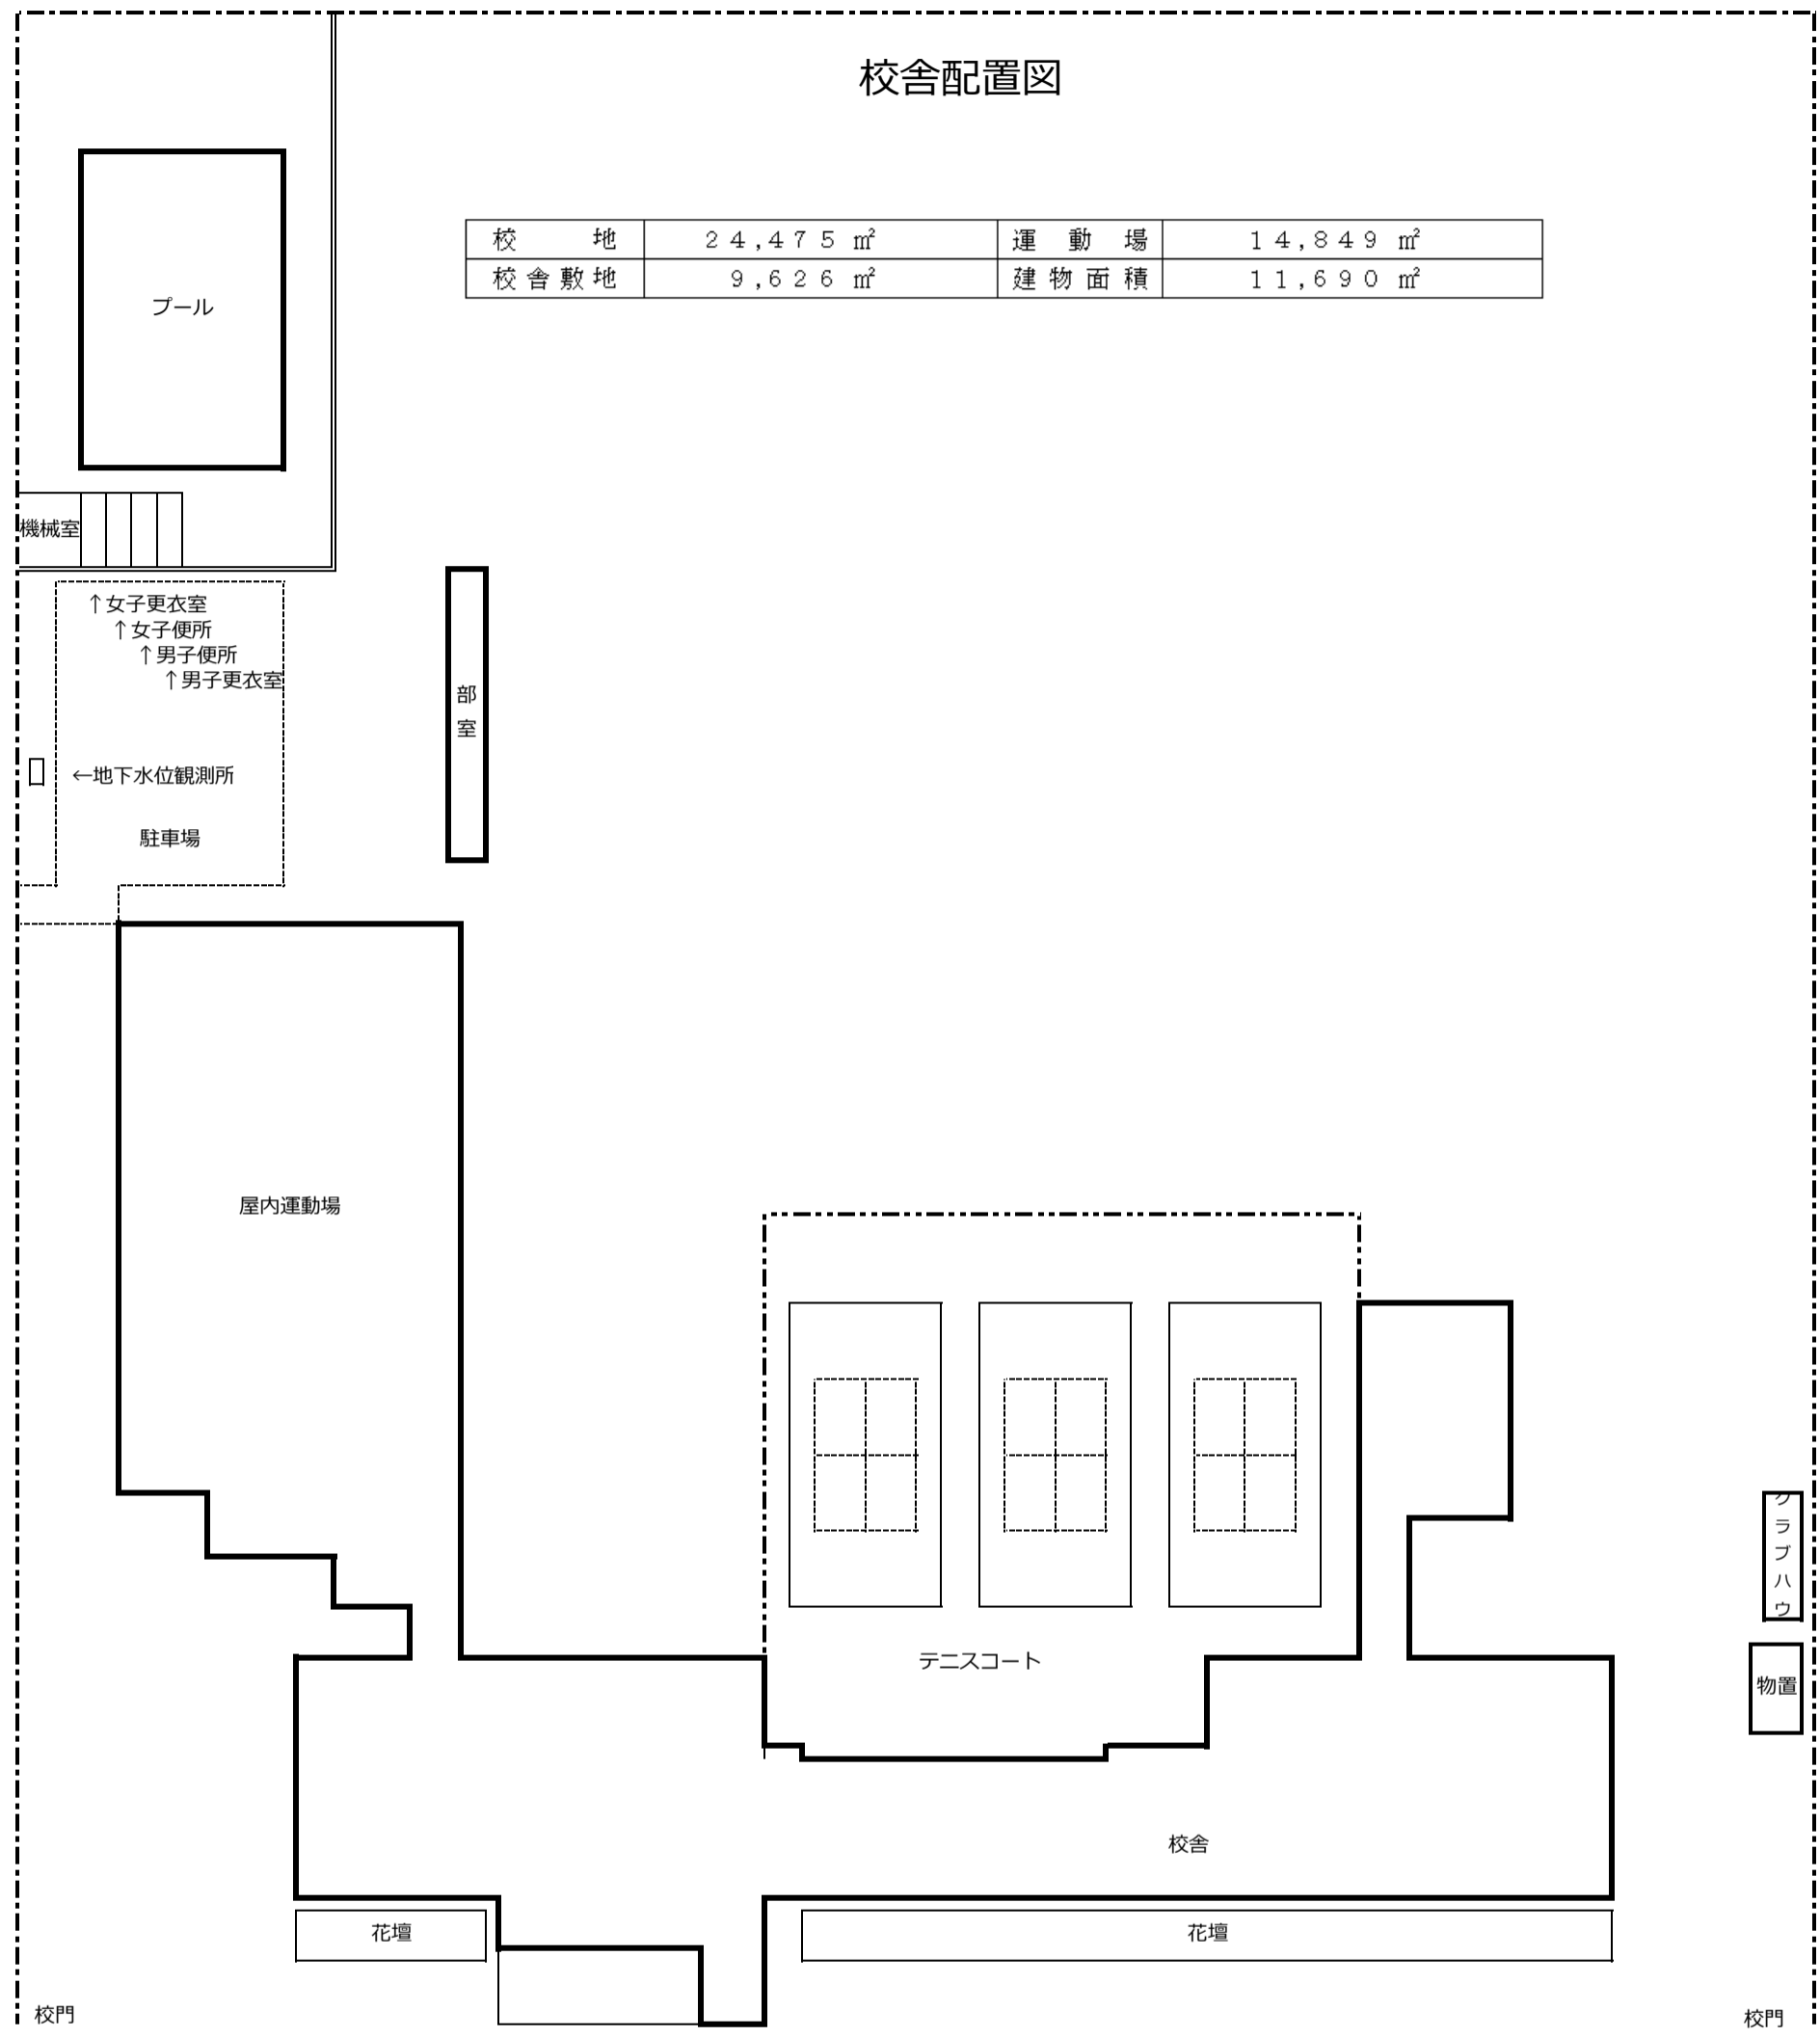 校舎配置図
校　　地 ２４,４７５ ㎡ 運　動　場 １４,８４９ ㎡
校舎敷地 ９,６２６ ㎡ 建物面積 １１,６９０ ㎡
プール
機械室
↑女子更衣室
↑女子便所
↑男子便所
↑男子更衣室
部室
←地下水位観測所
駐車場
屋内運動場
テニスコート
クラブハウ
物置
校舎
花壇
花壇
校門
校門